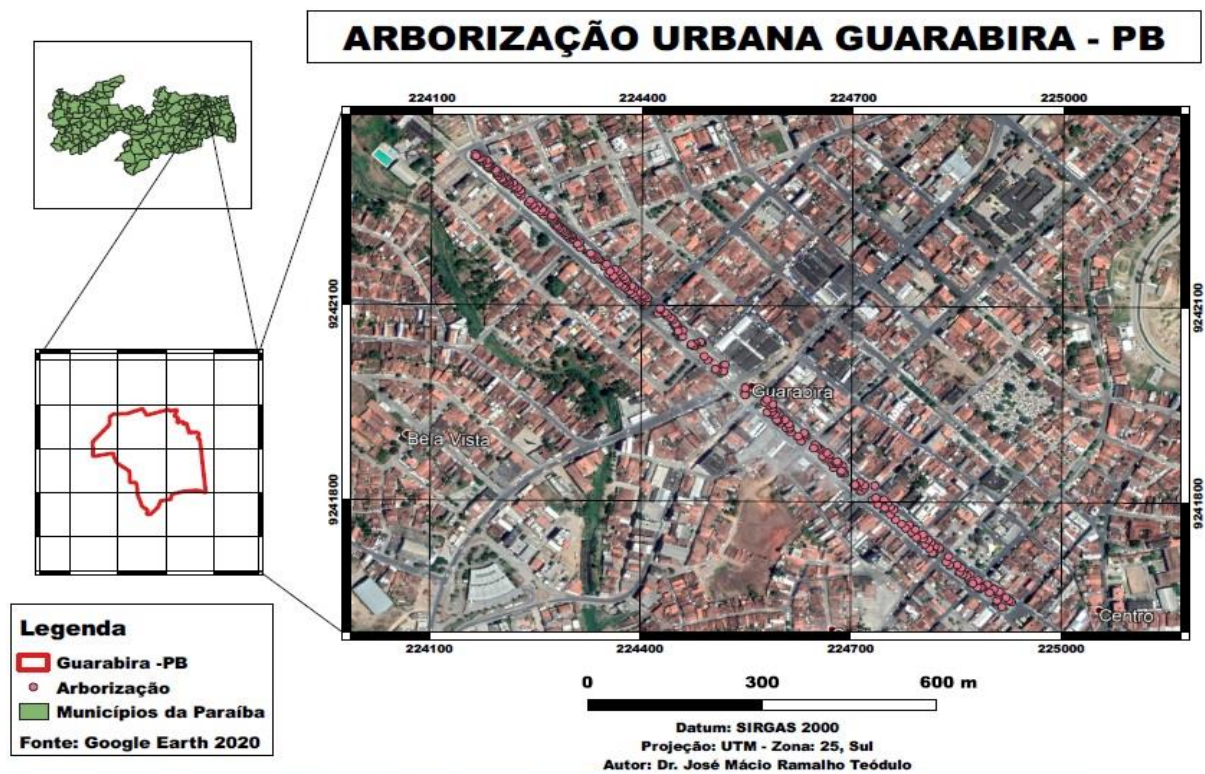 ARBORIZAÇÃO URBANA GUARABIRA - PB
224100 224400 224700 225000
9242100 9242100
Guarabira
Bela Vista
9241800 9241800
Centro
224100 224400 224700 225000
Legenda
Guarabira -PB
Arborização
Municípios da Paraíba
Fonte: Google Earth 2020
0 300 600 m
Datum: SIRGAS 2000
Projeção: UTM - Zona: 25, Sul
Autor: Dr. José Mácio Ramalho Teódulo